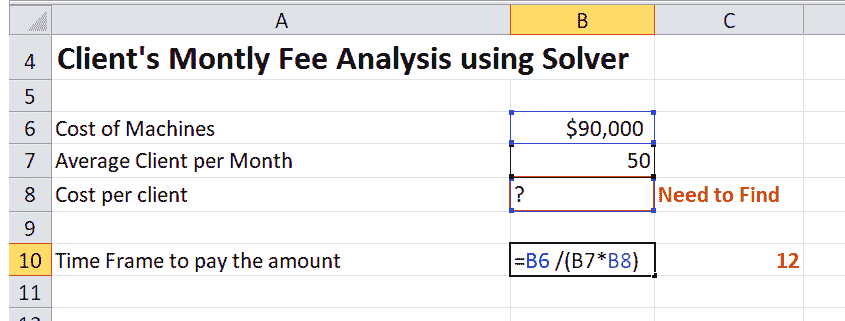 A B C
4 Client's Montly Fee Analysis using Solver
5
6 Cost of Machines $90,000
7 Average Client per Month 50
8 Cost per client ? Need to Find
9
10 Time Frame to pay the amount =B6 /(B7*B8) 12
11
12